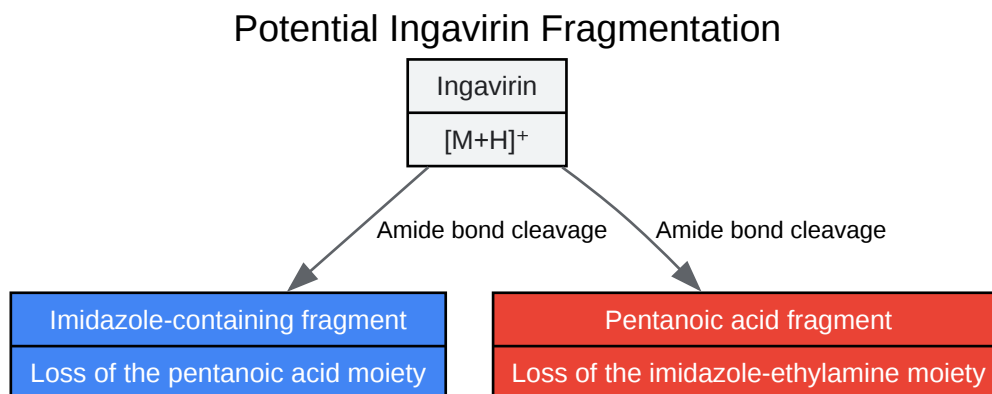 Potential Ingavirin Fragmentation
Ingavirin
[M+H]⁺
Amide bond cleavage
Amide bond cleavage
Imidazole-containing fragment
Loss of the pentanoic acid moiety
Pentanoic acid fragment
Loss of the imidazole-ethylamine moiety